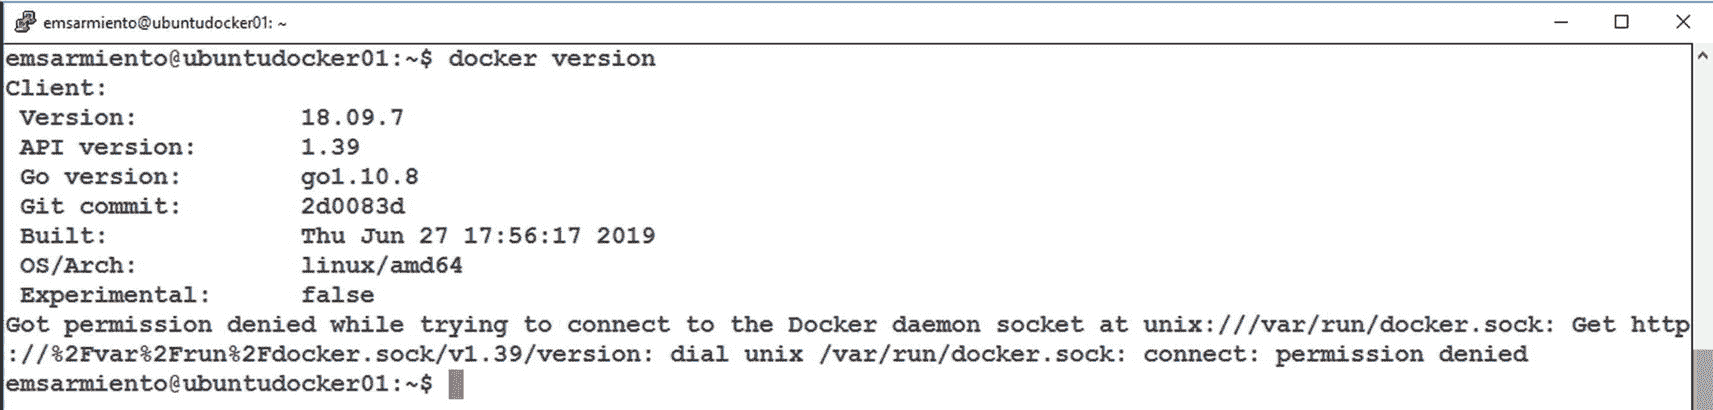 emsarmiento@ubuntudocker01: ~
emsarmiento@ubuntudocker01:~$ docker version
Client:
 Version:           18.09.7
 API version:       1.39
 Go version:        go1.10.8
 Git commit:        2d0083d
 Built:             Thu Jun 27 17:56:17 2019
 OS/Arch:           linux/amd64
 Experimental:      false
Got permission denied while trying to connect to the Docker daemon socket at unix:///var/run/docker.sock: Get http
://%2Fvar%2Frun%2Fdocker.sock/v1.39/version: dial unix /var/run/docker.sock: connect: permission denied
emsarmiento@ubuntudocker01:~$